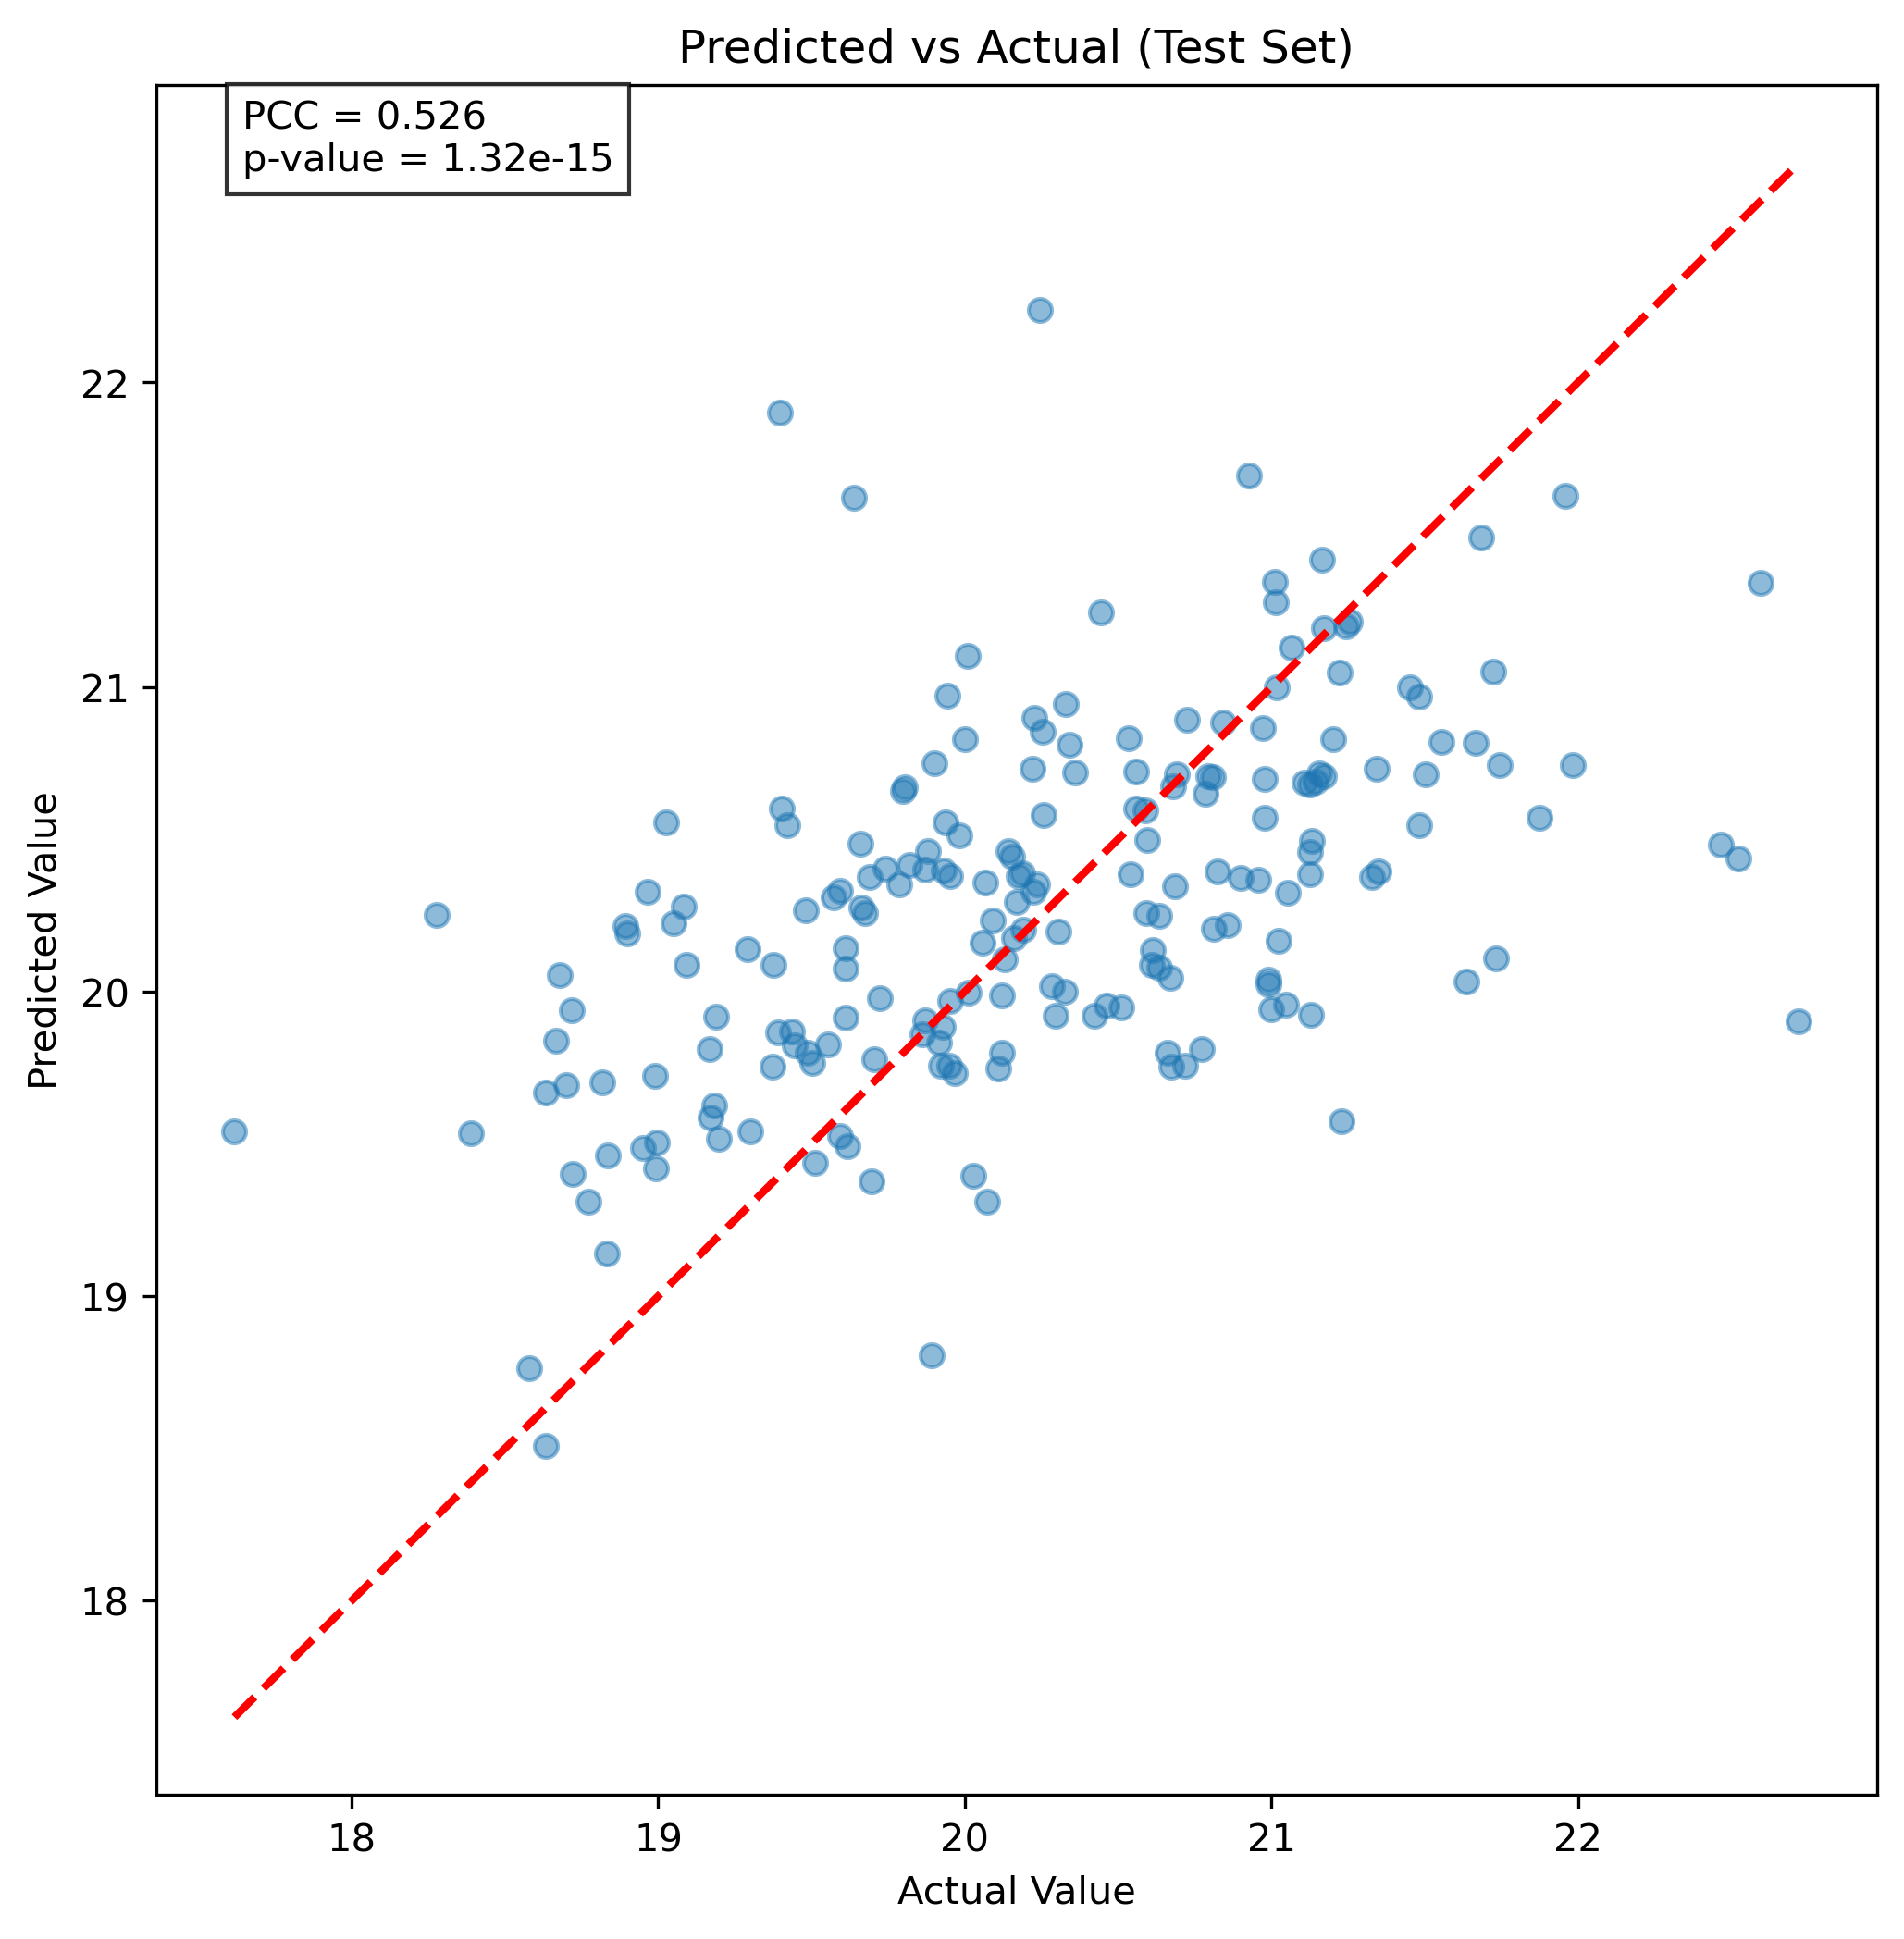 Predicted vs Actual (Test Set)
PCC = 0.526
p-value = 1.32e-15
22
21
20
19
18
Predicted Value
18
19
20
21
22
Actual Value